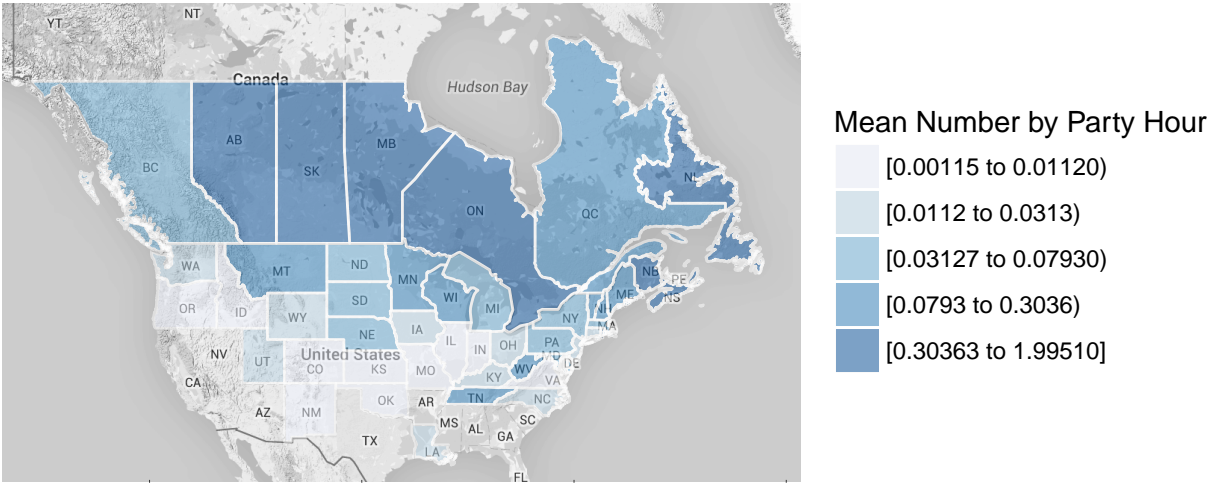 YT
NT
Canada
Hudson Bay
Mean Number by Party Hour
[0.00115 to 0.01120)
[0.0112 to 0.0313)
[0.03127 to 0.07930)
[0.0793 to 0.3036)
[0.30363 to 1.99510]
AB
MB
BC
SK
NL
ON
QC
WA
MT
ND
MN
NB
PE
ME
NS
OR
ID
WY
SD
WI
MI
NY
NH
MA
NV
UT
NE
IA
IL
IN
OH
PA
MD
DE
United States
CO
KS
MO
KY
WV
VA
CA
AZ
NM
OK
AR
TN
NC
TX
LA
MS
AL
GA
SC
FL